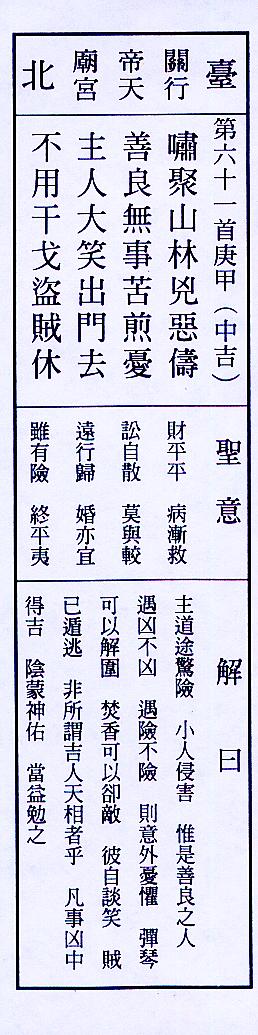 臺北
關行
帝天
廟宮
第六十一首庚甲（中吉）
嘯聚山林兇惡儔
善良無事苦煎憂
主人大笑出門去
不用干戈盜賊休
聖意
財平平 病漸救
訟自散 莫與較
遠行歸 婚亦宜
雖有險 終平夷
解曰
主道途驚險 小人侵害 惟是善良之人
遇凶不凶 遇險不險 則意外憂懼 彈琴
可以解圍 焚香可以卻敵 彼自談笑 賊
已遁逃 非所謂吉人天相者乎 凡事凶中
得吉 陰蒙神佑 當益勉之